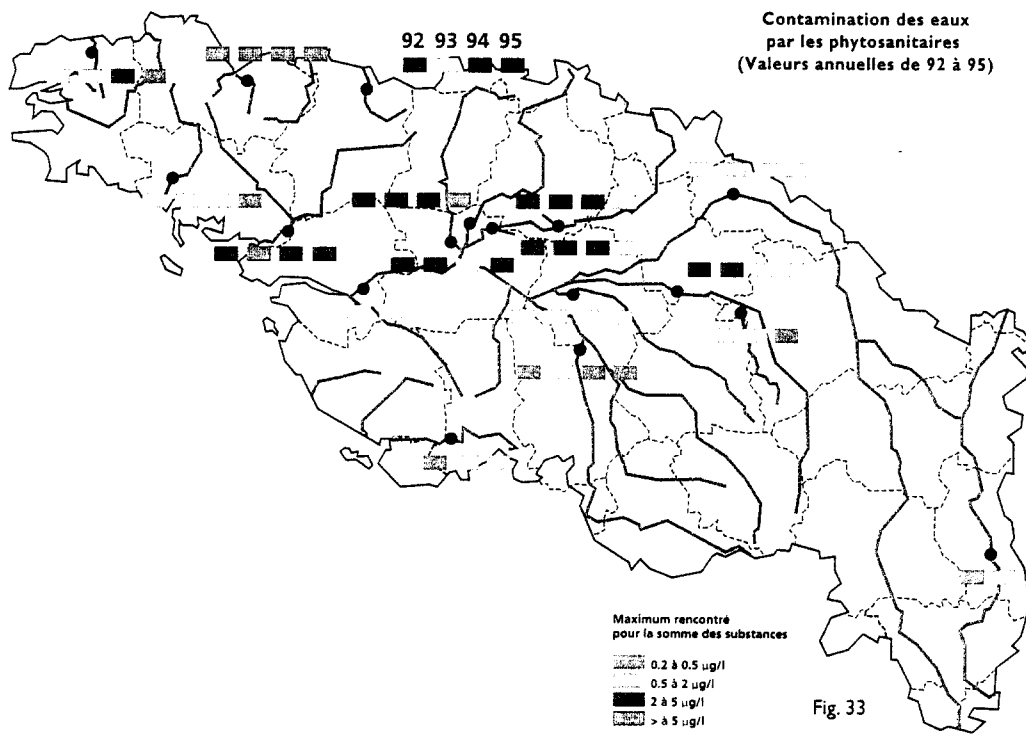 Contamination des eaux
par les phytosanitaires
(Valeurs annuelles de 92 à 95)
92 93 94 95
Maximum rencontré
pour la somme des substances
0.2 à 0.5 µg/l
0.5 à 2 µg/l
2 à 5 µg/l
> à 5 µg/l
Fig. 33